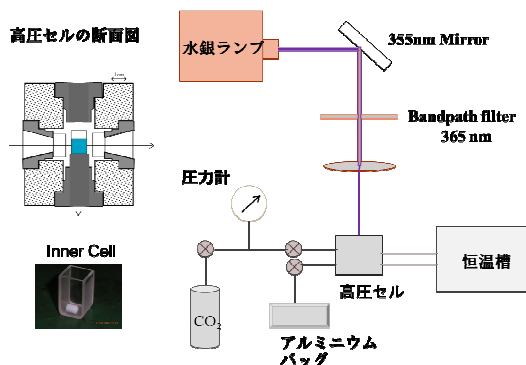 高圧セルの断面図
水銀ランプ
355nm Mirror
Bandpath filter
365 nm
圧力計
Inner Cell
CO2
高圧セル
恒温槽
アルミニウム
バッグ